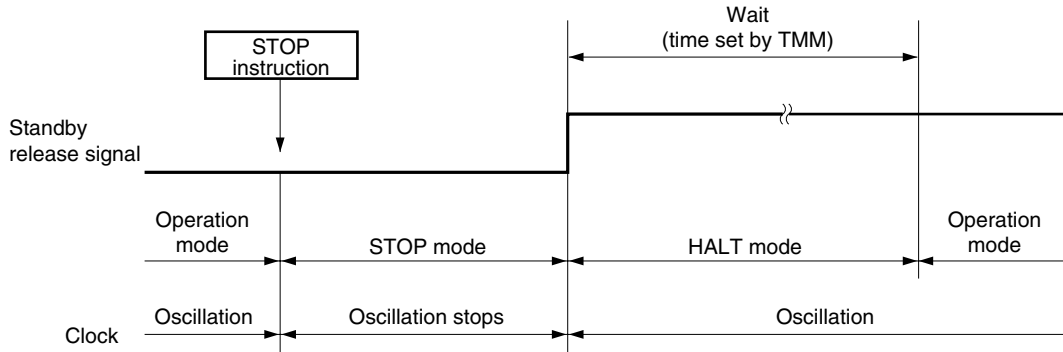 Wait
(time set by TMM)
STOP
instruction
Standby
release signal
Operation
mode
STOP mode
HALT mode
Operation
mode
Clock
Oscillation
Oscillation stops
Oscillation